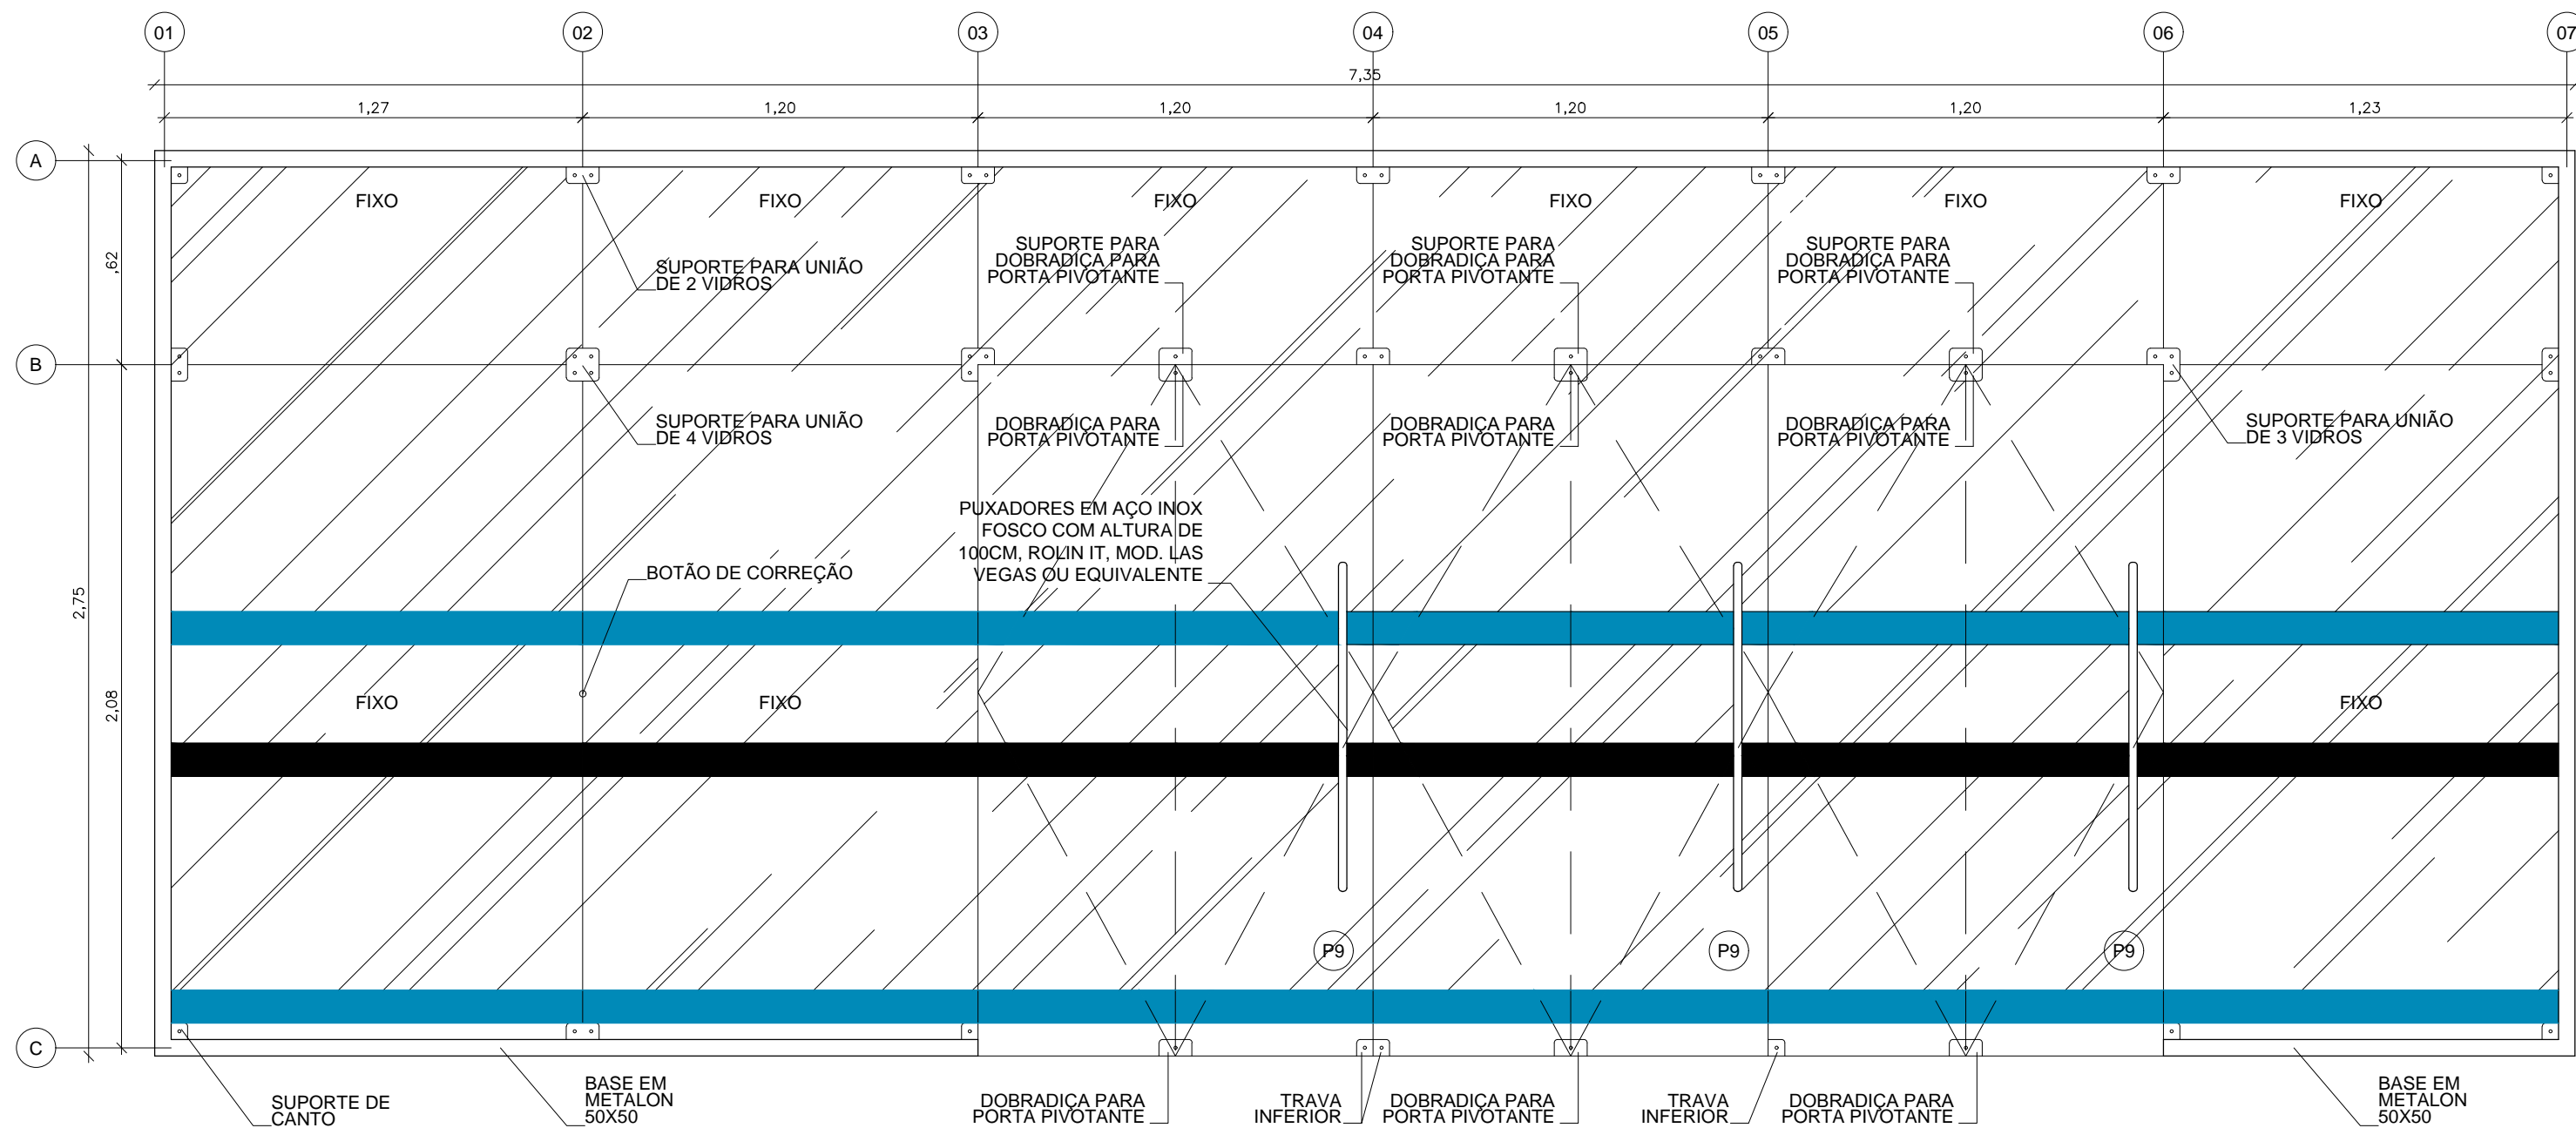 01
02
03
04
05
06
07
7,35
1,27
1,20
1,20
1,20
1,20
1,23
A
FIXO
FIXO
FIXO
FIXO
FIXO
FIXO
,62
SUPORTE PARA UNIÃO
DE 2 VIDROS
SUPORTE PARA
DOBRADIÇA PARA
PORTA PIVOTANTE
SUPORTE PARA
DOBRADIÇA PARA
PORTA PIVOTANTE
SUPORTE PARA
DOBRADIÇA PARA
PORTA PIVOTANTE
B
SUPORTE PARA UNIÃO
DE 4 VIDROS
DOBRADIÇA PARA
PORTA PIVOTANTE
DOBRADIÇA PARA
PORTA PIVOTANTE
DOBRADIÇA PARA
PORTA PIVOTANTE
SUPORTE PARA UNIÃO
DE 3 VIDROS
PUXADORES EM AÇO INOX
FOSCO COM ALTURA DE
100CM, ROLIN IT, MOD. LAS
VEGAS OU EQUIVALENTE
BOTÃO DE CORREÇÃO
2,75
2,08
FIXO
FIXO
FIXO
P9
P9
P9
C
SUPORTE DE
CANTO
BASE EM
METALON
50X50
DOBRADIÇA PARA
PORTA PIVOTANTE
TRAVA
INFERIOR
DOBRADIÇA PARA
PORTA PIVOTANTE
TRAVA
INFERIOR
DOBRADIÇA PARA
PORTA PIVOTANTE
BASE EM
METALON
50X50